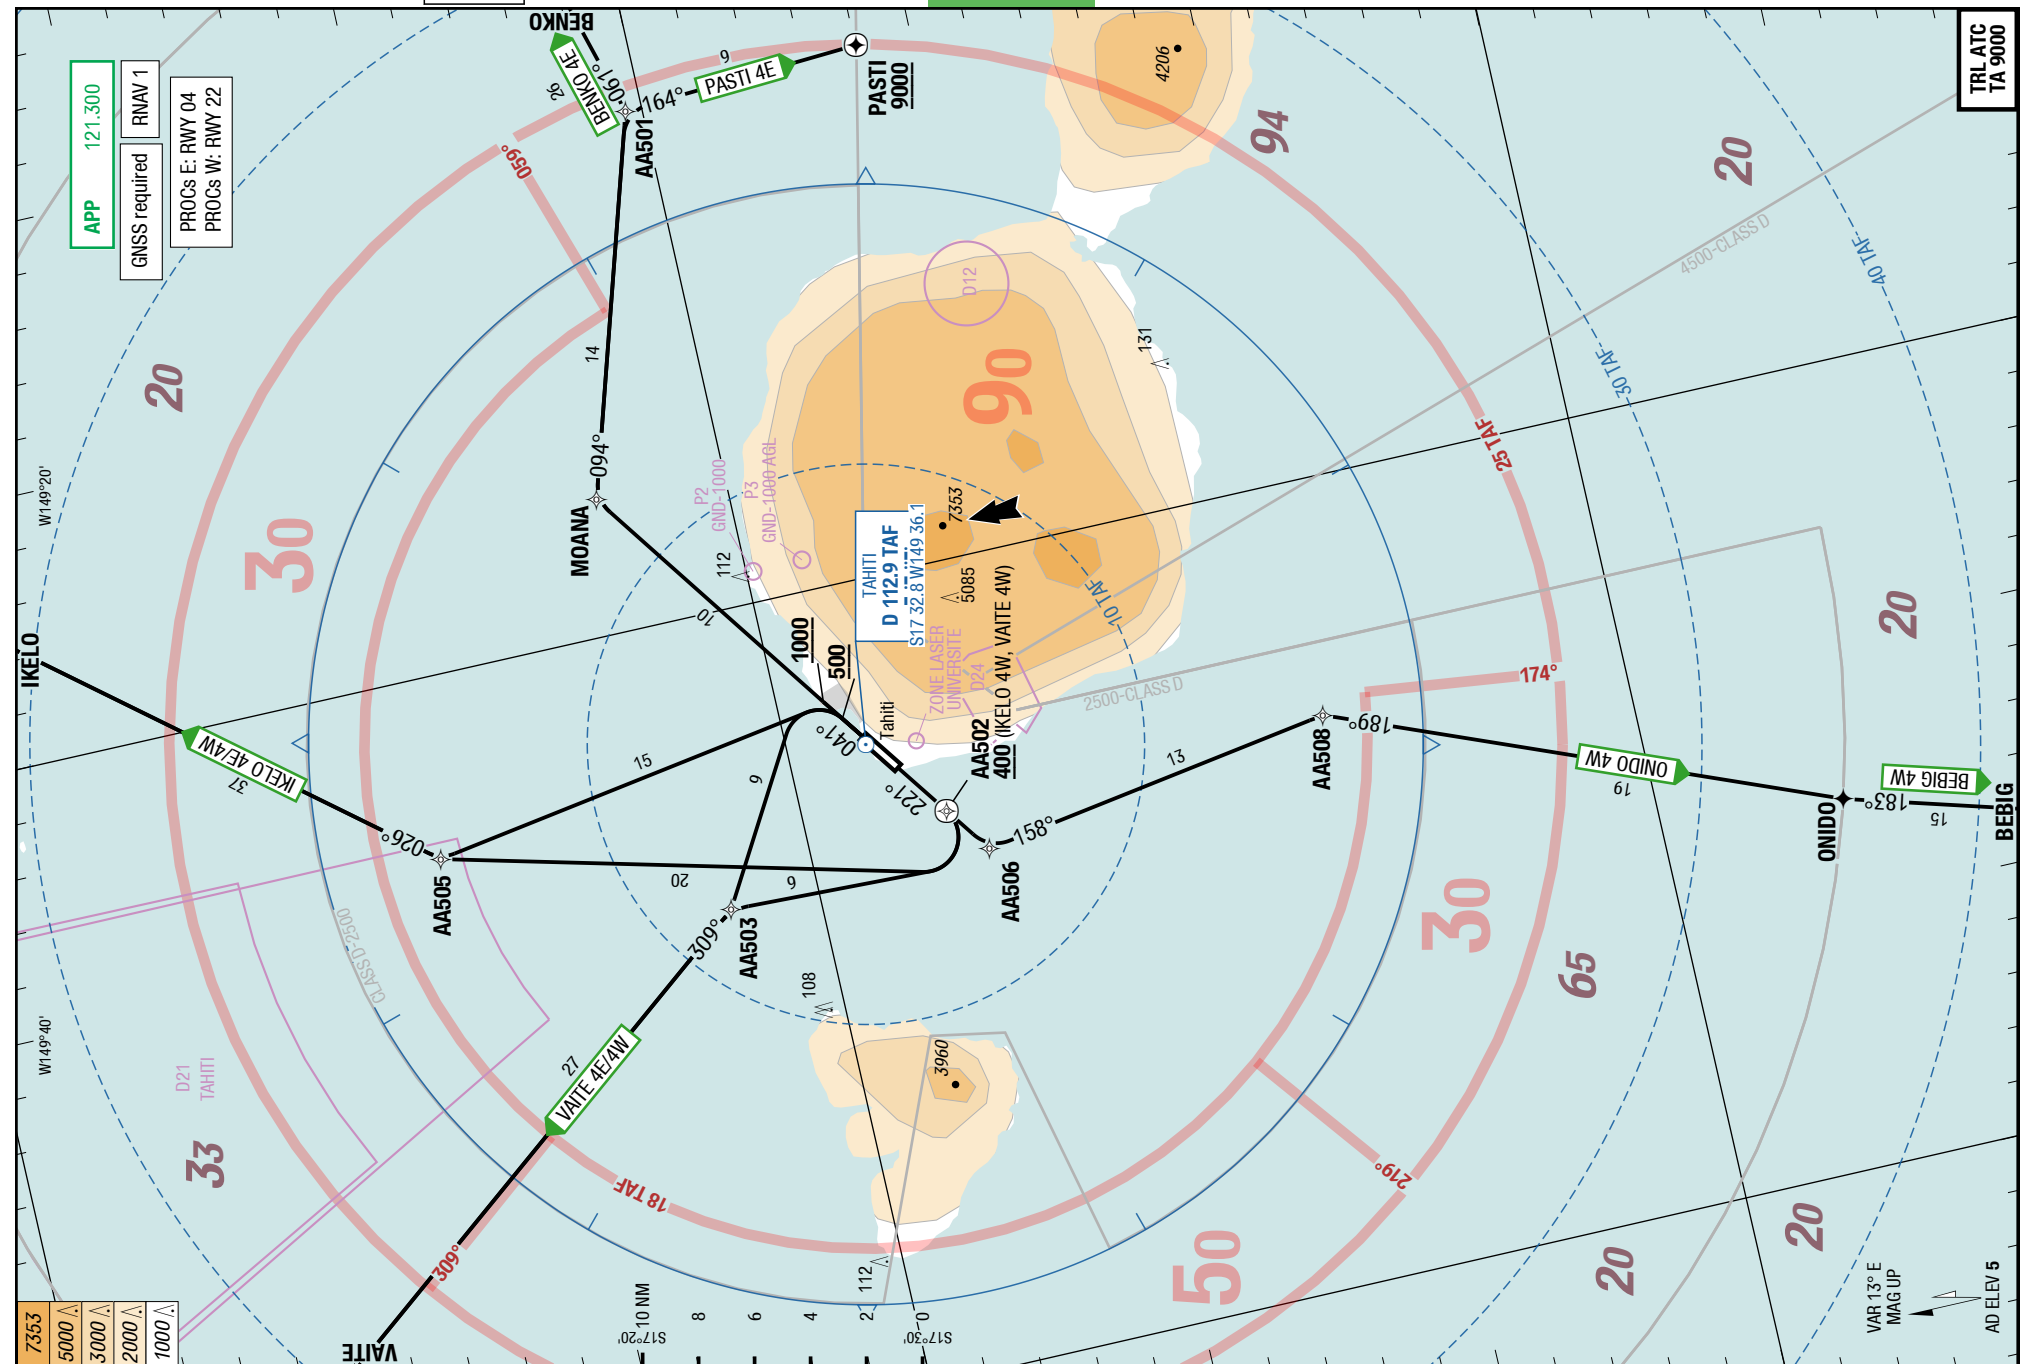 BENKO
TRL ATC
TA 9000
APP 121.300
GNSS required
RNAV 1
PROCs E: RWY 04
PROCs W: RWY 22
BENKO 4E
26
061°
AA501
164°
PASTI 4E
9
PASTI
9000
4206
94
20
059°
14
20
094°
MOANA
10
30
W149°20'
P2
GND-1000
P3
GND-1000 AGL
112
D12
90
131
4500-CLASS D
40 TAF
30 TAF
25 TAF
7353
TAHITI
D 112.9 TAF
S17 32.8 W149 36.1
5085
10 TAF
1000
500
Tahiti
ZONE LASER
UNIVERSITE
D24
AA502
400 (IKELO 4W, VAITE 4W)
2500-CLASS D
174°
20
IKELO
IKELO 4E/4W
37
026°
AA505
15
041°
221°
9
20
9
AA503
309°
AA506
158°
13
AA508
189°
ONIDO 4W
19
ONIDO
183°
BEBIG 4W
15
BEBIG
CLASS D-2500
108
3960
30
65
W149°40'
D21
TAHITI
33
VAITE 4E/4W
27
18 TAF
309°
VAITE
219°
50
20
20
112
10 NM
8
6
4
2
0
S17°20'
S17°30'
7353
5000
3000
2000
1000
VAR 13° E
MAG UP
AD ELEV 5